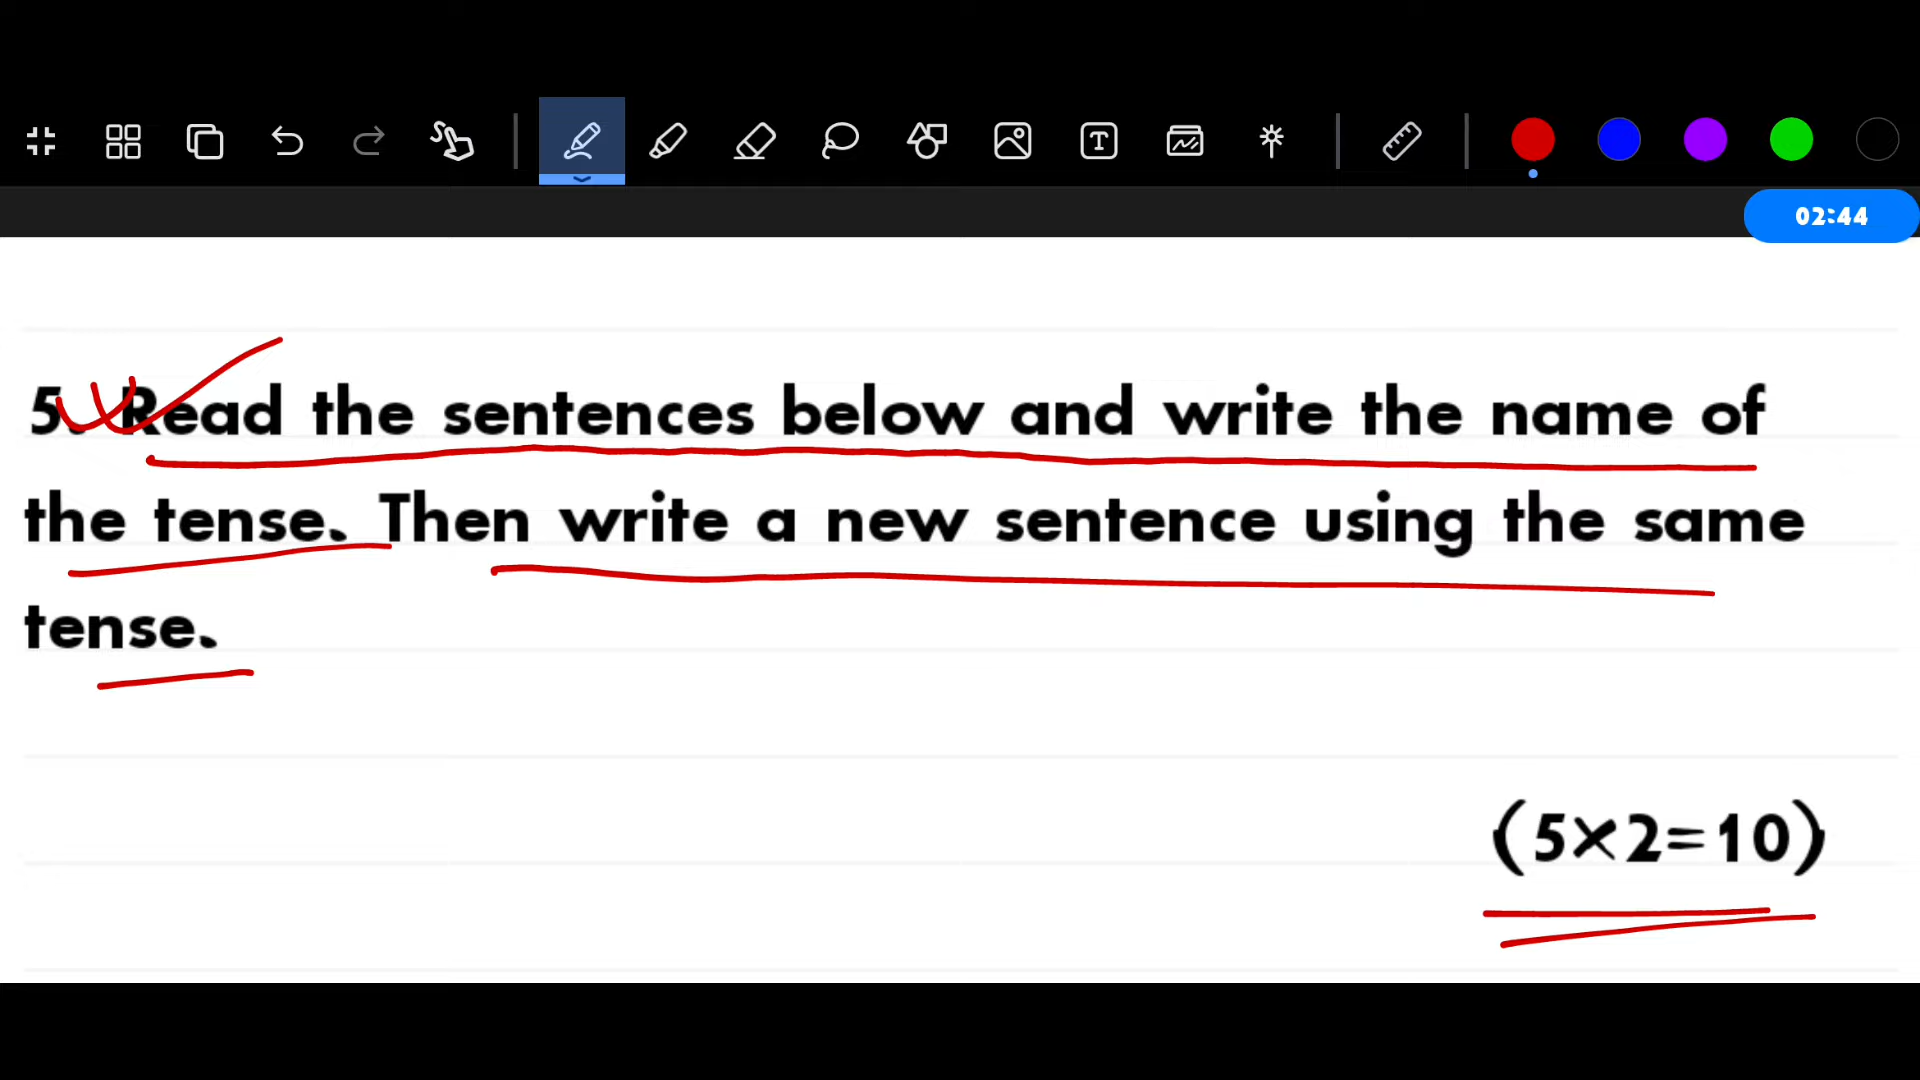 02:44
5. Read the sentences below and write the name of
the tense. Then write a new sentence using the same
tense.
(5×2=10)